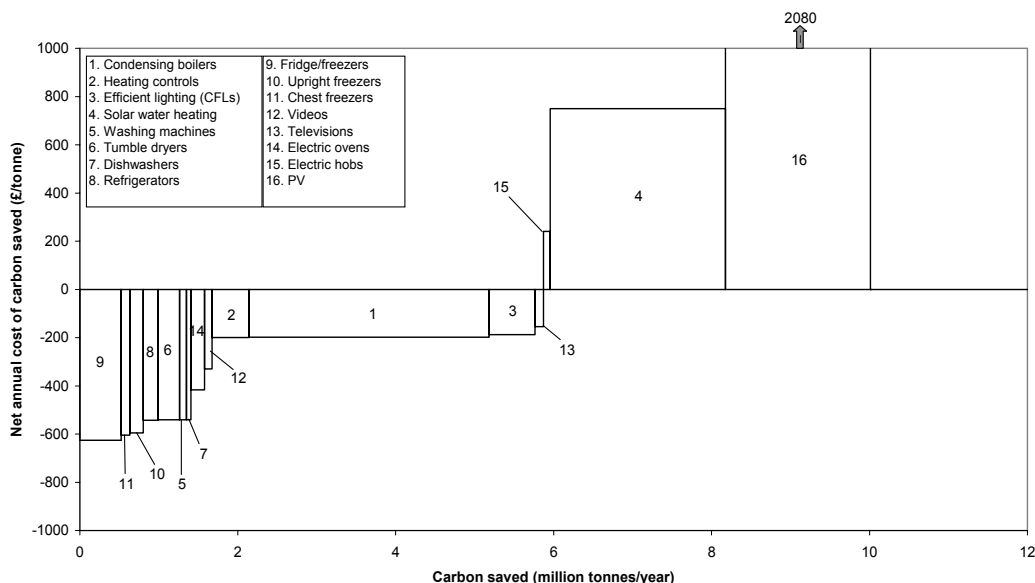 2080
1000
800
600
400
200
0
-200
-400
-600
-800
-1000
Net annual cost of carbon saved (£/tonne)
1. Condensing boilers
2. Heating controls
3. Efficient lighting (CFLs)
4. Solar water heating
5. Washing machines
6. Tumble dryers
7. Dishwashers
8. Refrigerators
9. Fridge/freezers
10. Upright freezers
11. Chest freezers
12. Videos
13. Televisions
14. Electric ovens
15. Electric hobs
16. PV
15
4
16
9
8
6
14
2
1
3
13
12
7
10
11
5
0
2
4
6
8
10
12
Carbon saved (million tonnes/year)